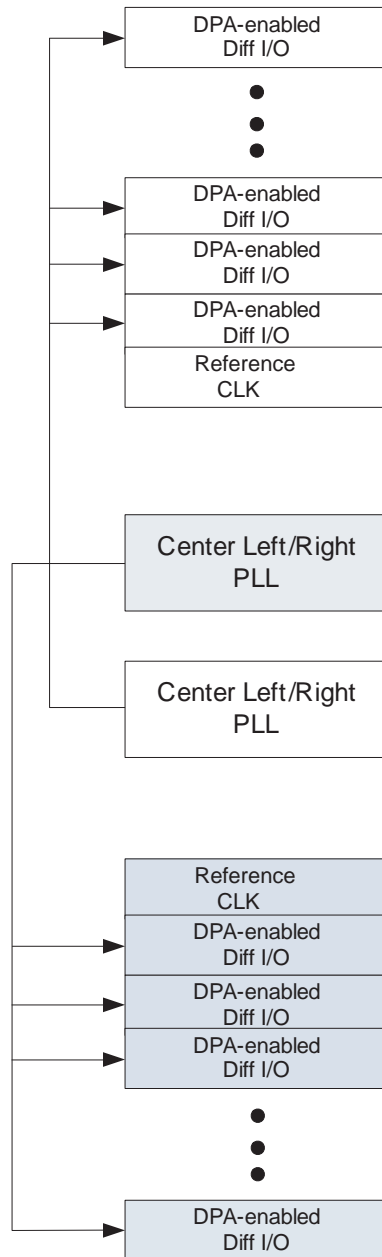 DPA-enabled
Diff I/O
DPA-enabled
Diff I/O
DPA-enabled
Diff I/O
DPA-enabled
Diff I/O
Reference
CLK
Center Left/Right
PLL
Center Left/Right
PLL
Reference
CLK
DPA-enabled
Diff I/O
DPA-enabled
Diff I/O
DPA-enabled
Diff I/O
DPA-enabled
Diff I/O